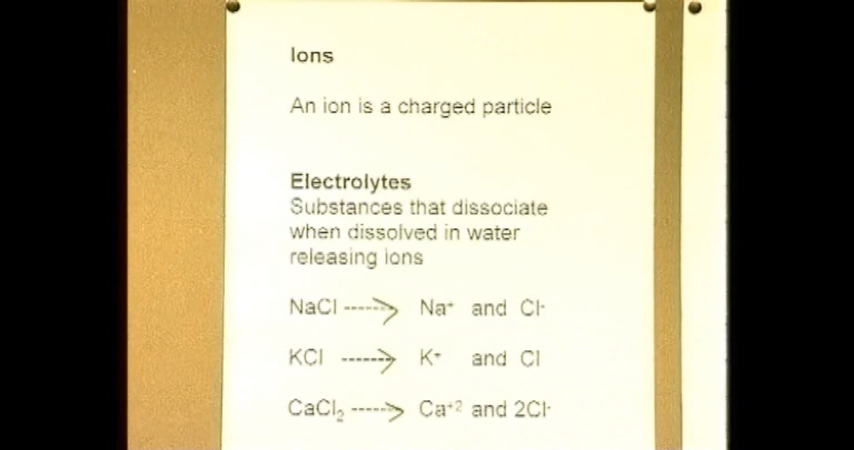 Ions
An ion is a charged particle
Electrolytes
Substances that dissociate
when dissolved in water
releasing ions
NaCl ----> Na⁺ and Cl⁻
KCl ----> K⁺ and Cl
CaCl₂ ----> Ca⁺² and 2Cl⁻